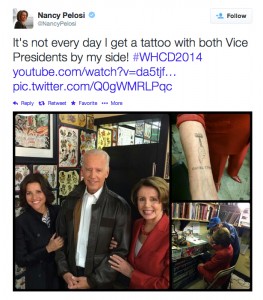 Nancy Pelosi
@NancyPelosi
Follow
It's not every day I get a tattoo with both Vice
Presidents by my side! #WHCD2014
youtube.com/watch?v=da5tjf…
pic.twitter.com/Q0gWMRLPqc
Reply Retweet Favorite More